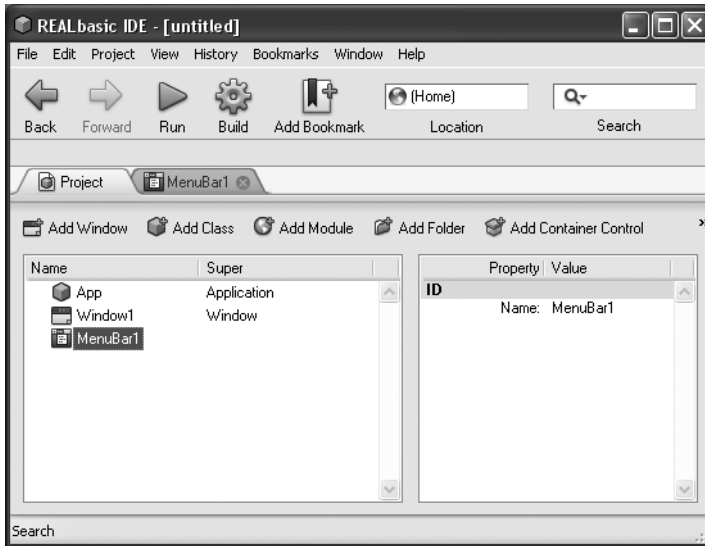 REALbasic IDE - [untitled]
File Edit Project View History Bookmarks Window Help
(Home)
Back Forward Run Build Add Bookmark Location Search
Project MenuBar1
Add Window Add Class Add Module Add Folder Add Container Control »
Name Super Property Value
App Application ID
Window1 Window Name: MenuBar1
MenuBar1
Search